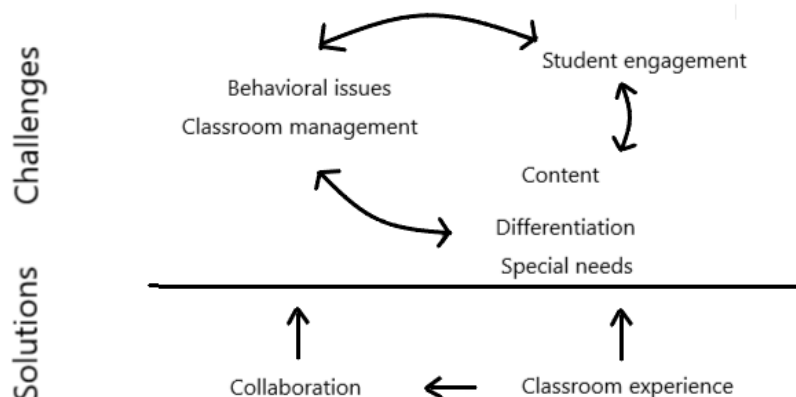 Challenges
Student engagement
Behavioral issues
Classroom management
Content
Differentiation
Special needs
Solutions
Collaboration
Classroom experience